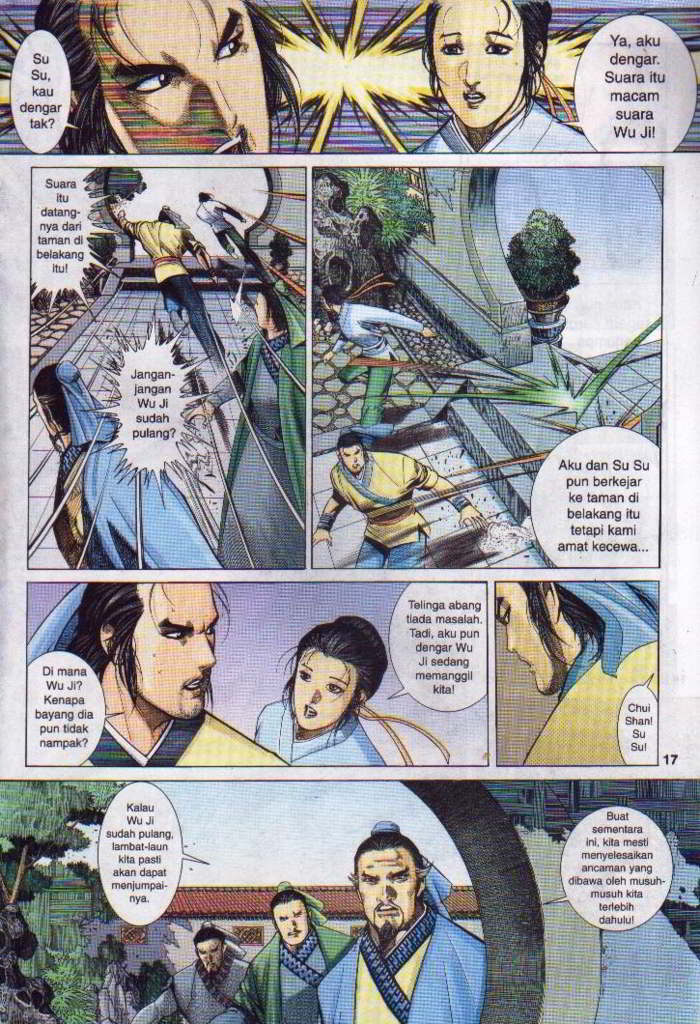 Su
Su,
kau
dengar
tak?
Ya, aku
dengar.
Suara itu
macam
suara
Wu Ji!
Suara
itu
datang-
nya dari
taman di
belakang
itu!
Jangan-
jangan
Wu Ji
sudah
pulang?
Aku dan Su Su
pun berkejar
ke taman di
belakang itu
tetapi kami
amat kecewa...
Di mana
Wu Ji?
Kenapa
bayang dia
pun tidak
nampak?
Telinga abang
tiada masalah.
Tadi, aku pun
dengar Wu
Ji sedang
memanggil
kita!
Chui
Shan!
Su
Su!
17
Kalau
Wu Ji
sudah pulang,
lambat-laun
kita pasti
akan dapat
menjumpai-
nya.
Buat
sementara
ini, kita mesti
menyelesaikan
ancaman yang
dibawa oleh musuh-
musuh kita
terlebih
dahulu!